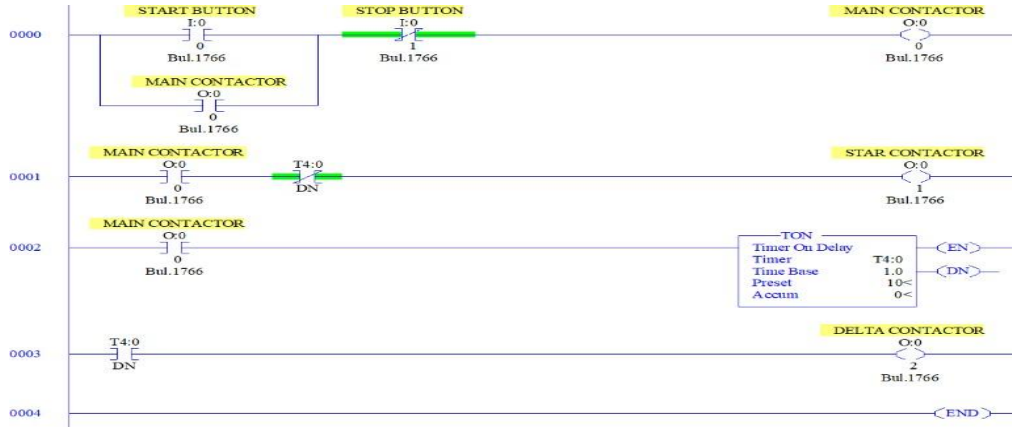 START BUTTON STOP BUTTON MAIN CONTACTOR
I:0 I:0 O:0
0000
0 1 0
Bul.1766 Bul.1766 Bul.1766
MAIN CONTACTOR
O:0
0
Bul.1766
MAIN CONTACTOR STAR CONTACTOR
O:0 T4:0 O:0
0001
0 DN 1
Bul.1766 Bul.1766
MAIN CONTACTOR
O:0
0002
0
Bul.1766
TON
Timer On Delay EN
Timer T4:0
Time Base 1.0 DN
Preset 10<
Accum 0<
DELTA CONTACTOR
T4:0 O:0
0003
DN 2
Bul.1766
0004 END